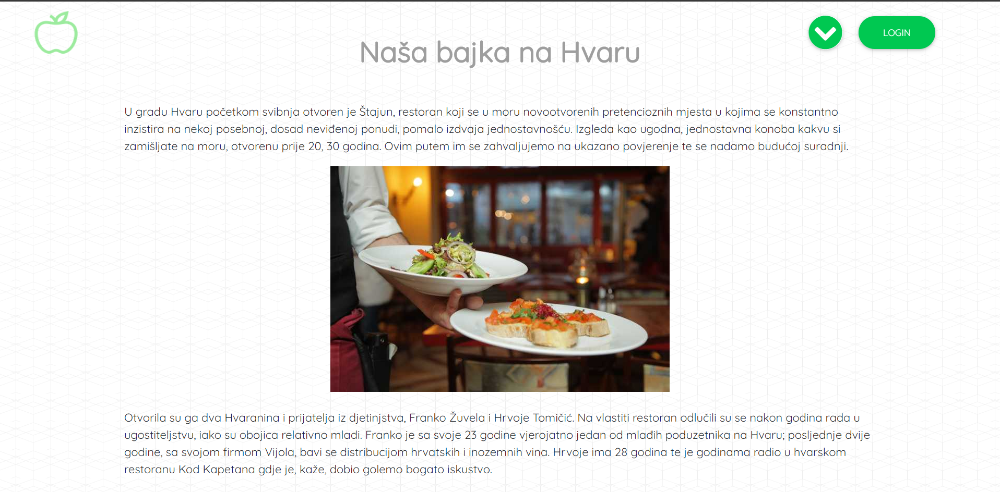 LOGIN
Naša bajka na Hvaru
U gradu Hvaru početkom svibnja otvoren je Štajun, restoran koji se u moru novootvorenih pretencioznih mjesta u kojima se konstantno
inzistira na nekoj posebnoj, dosad neviđenoj ponudi, pomalo izdvaja jednostavnošću. Izgleda kao ugodna, jednostavna konoba kakvu si
zamišljate na moru, otvorenu prije 20, 30 godina. Ovim putem im se zahvaljujemo na ukazano povjerenje te se nadamo budućoj suradnji.
Otvorila su ga dva Hvaranina i prijatelja iz djetinjstva, Franko Žuvela i Hrvoje Tomičić. Na vlastiti restoran odlučili su se nakon godina rada u
ugostiteljstvu, iako su obojica relativno mladi. Franko je sa svoje 23 godine vjerojatno jedan od mlađih poduzetnika na Hvaru; posljednje dvije
godine, sa svojom firmom Vijola, bavi se distribucijom hrvatskih i inozemnih vina. Hrvoje ima 28 godina te je godinama radio u hvarskom
restoranu Kod Kapetana gdje je, kaže, dobio golemo bogato iskustvo.